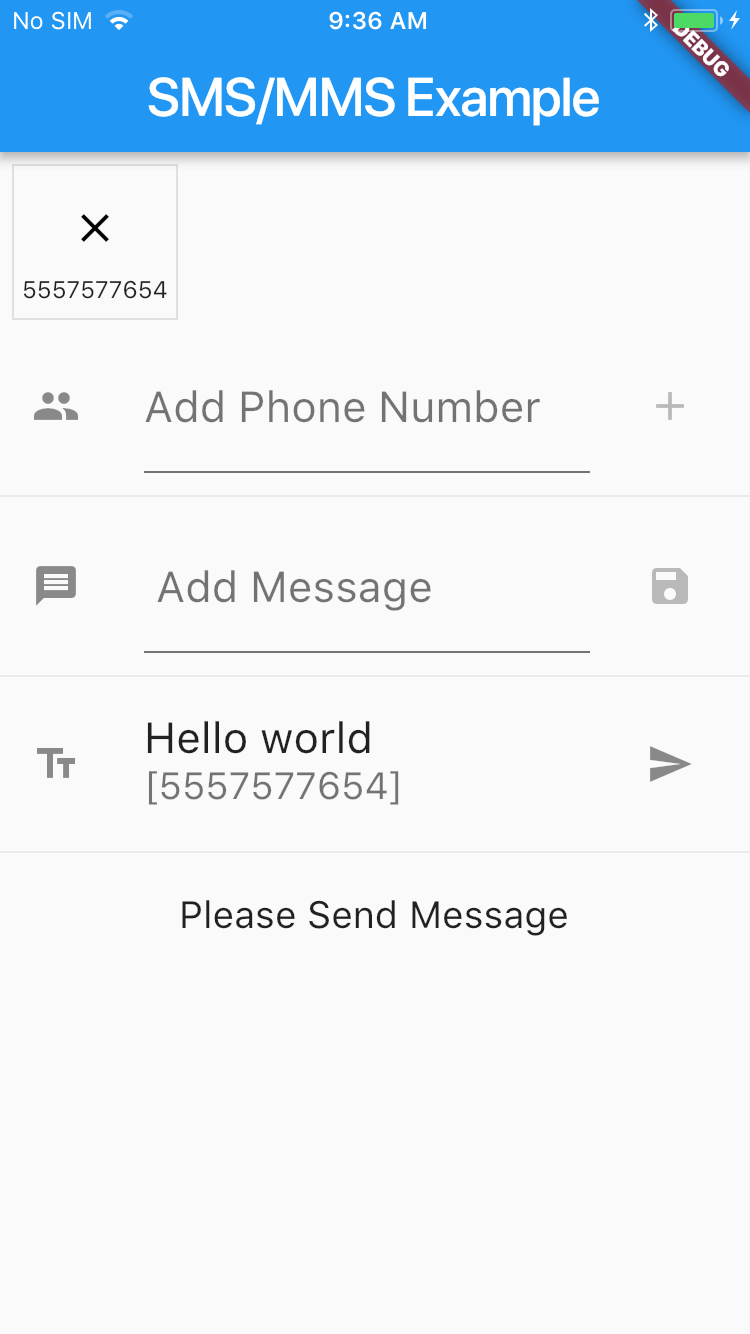 No SIM 9:36 AM
DEBUG
SMS/MMS Example
5557577654
Add Phone Number
Add Message
Hello world
[5557577654]
Please Send Message